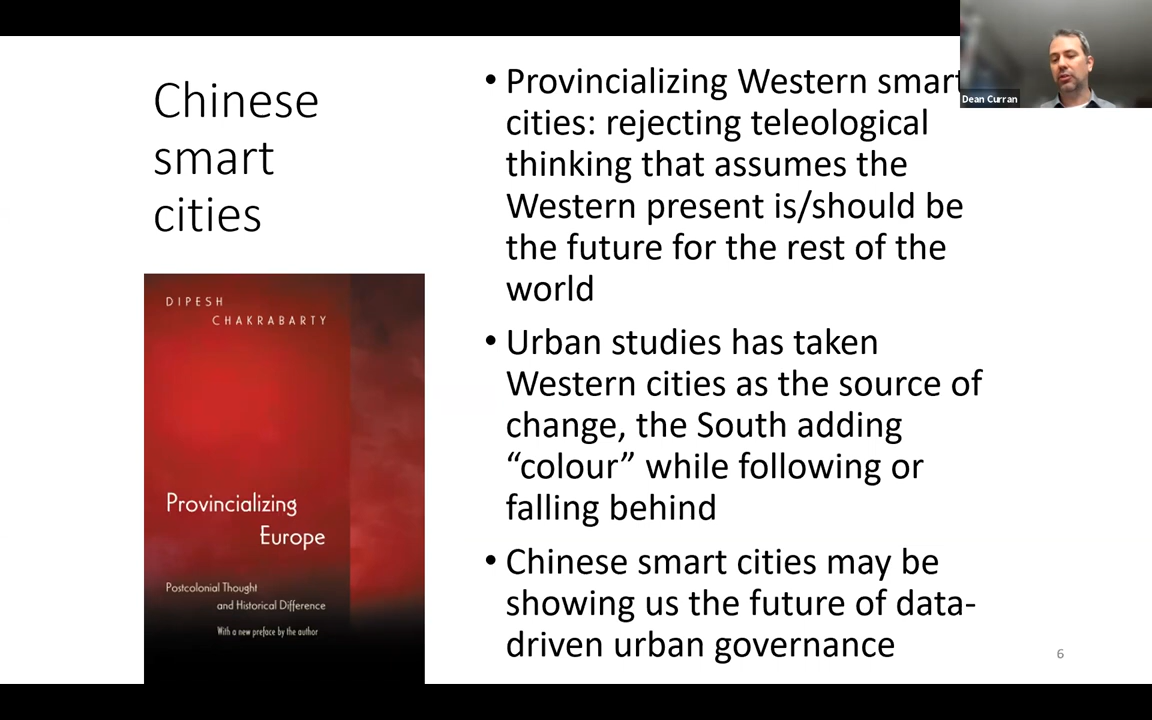 Chinese
smart
cities
DIPESH
CHAKRABARTY
Provincializing
Europe
Postcolonial Thought
and Historical Difference
With a new preface by the author
• Provincializing Western smart
cities: rejecting teleological
thinking that assumes the
Western present is/should be
the future for the rest of the
world
• Urban studies has taken
Western cities as the source of
change, the South adding
“colour” while following or
falling behind
• Chinese smart cities may be
showing us the future of data-
driven urban governance
6
Dean Curran